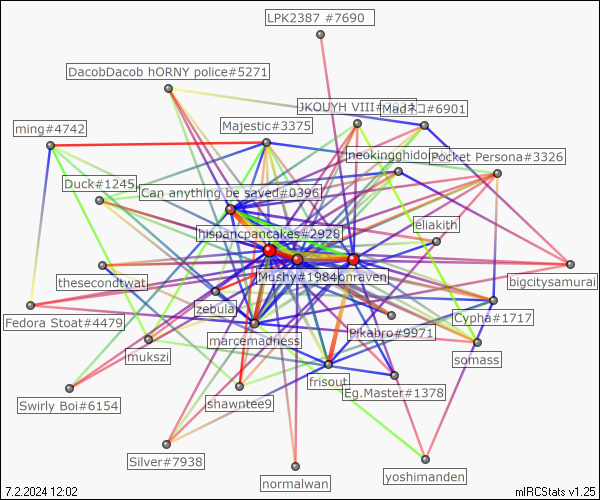 LPK2387 #7690
DacobDacob hORNY police#5271
JKOUYH VIII#
Madネコ#6901
ming#4742
Majestic#3375
neokingghido
Pocket Persona#3326
Duck#1245
Can anything be saved#0396
eliakith
hispancpancakes#2928
thesecondtwat
Mushy#1984
onraven
bigcitysamurai
zebulaj
Fedora Stoat#4479
Cypha#1717
marcemadness
Pikabro#9971
mukszi
somass
frisout
Eg.Master#1378
Swirly Boi#6154
shawntee9
Silver#7938
normalwan
yoshimanden
7.2.2024 12:02
mIRCStats v1.25